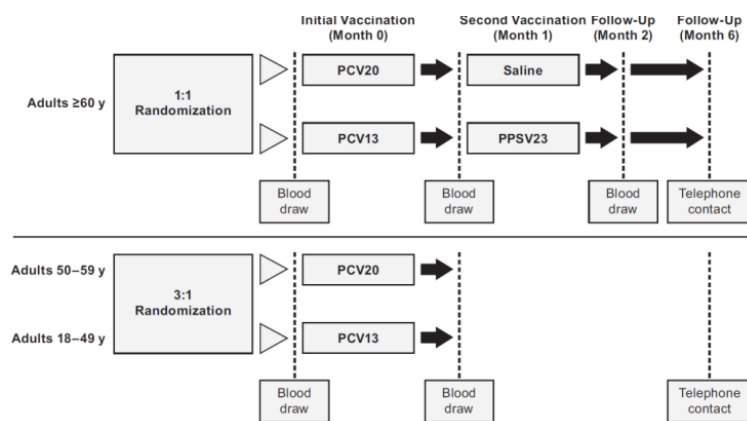 Initial Vaccination
(Month 0)
Second Vaccination
(Month 1)
Follow-Up
(Month 2)
Follow-Up
(Month 6)
Adults ≥60 y
1:1
Randomization
PCV20
Saline
PCV13
PPSV23
Blood
draw
Blood
draw
Blood
draw
Telephone
contact
Adults 50–59 y
3:1
Randomization
PCV20
Adults 18–49 y
PCV13
Blood
draw
Blood
draw
Telephone
contact